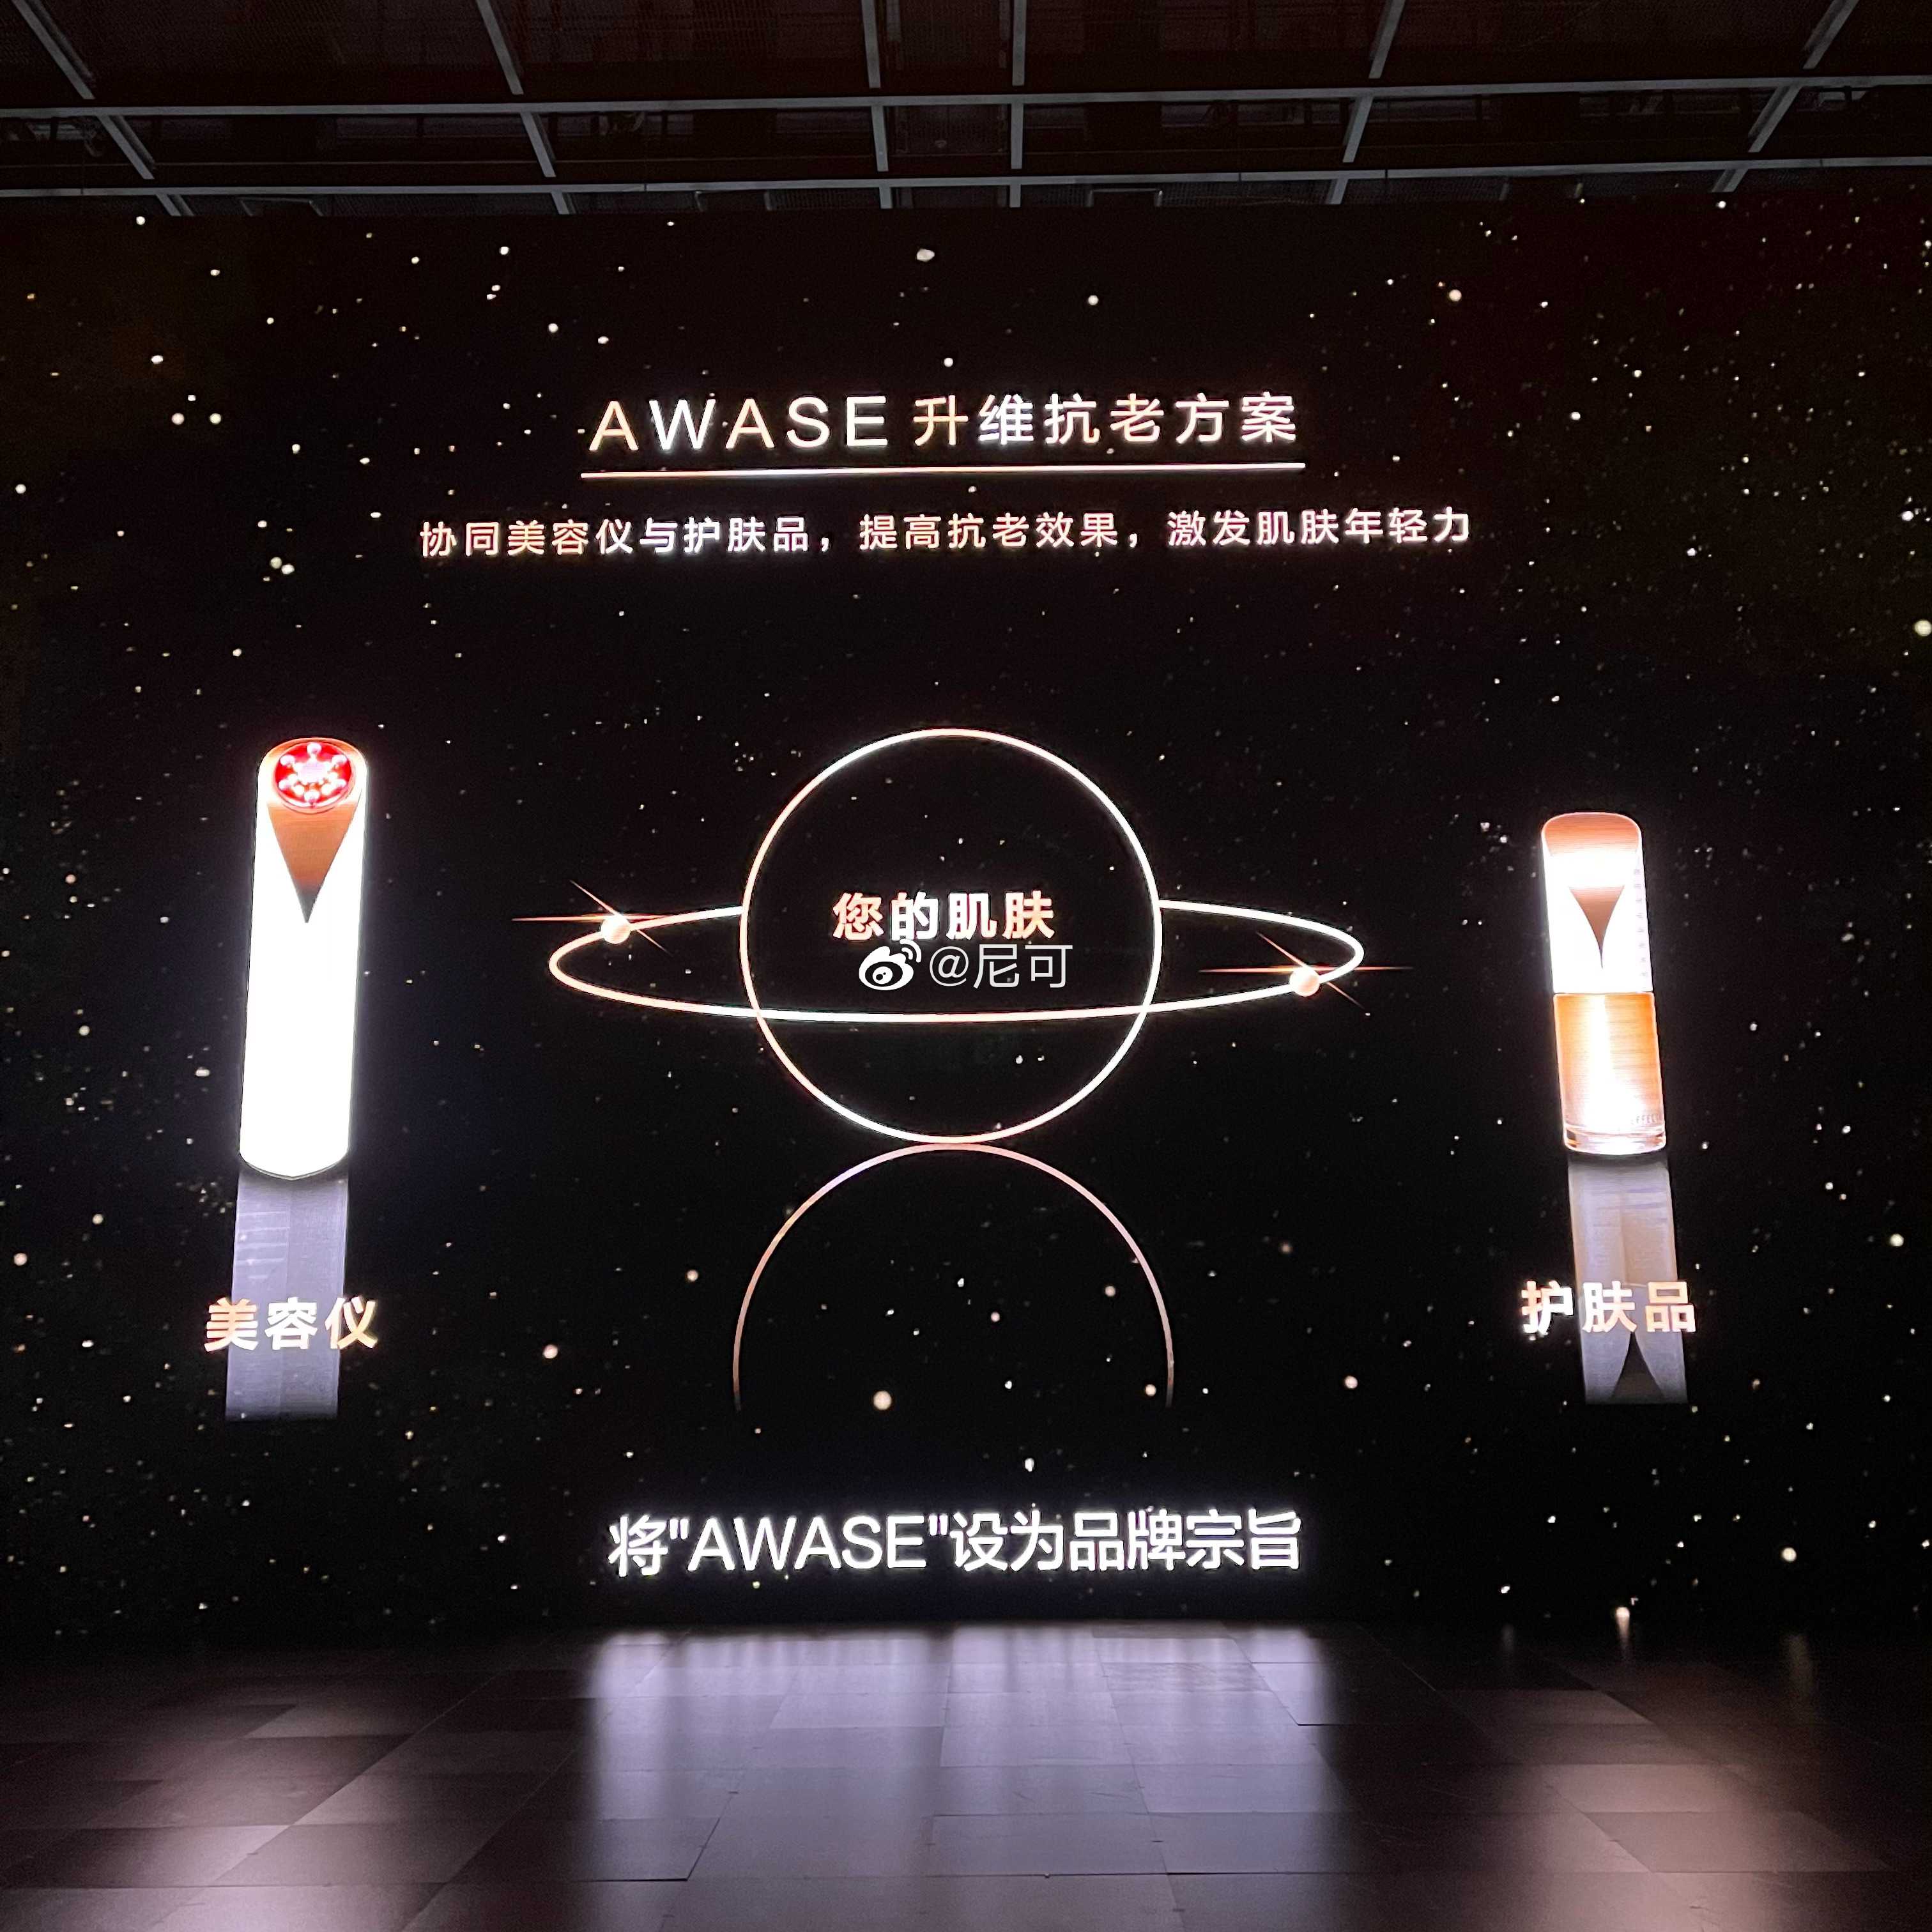 AWASE 升维抗老方案
协同美容仪与护肤品，提高抗老效果，激发肌肤年轻力
您的肌肤
@尼可
美容仪
护肤品
将"AWASE"设为品牌宗旨